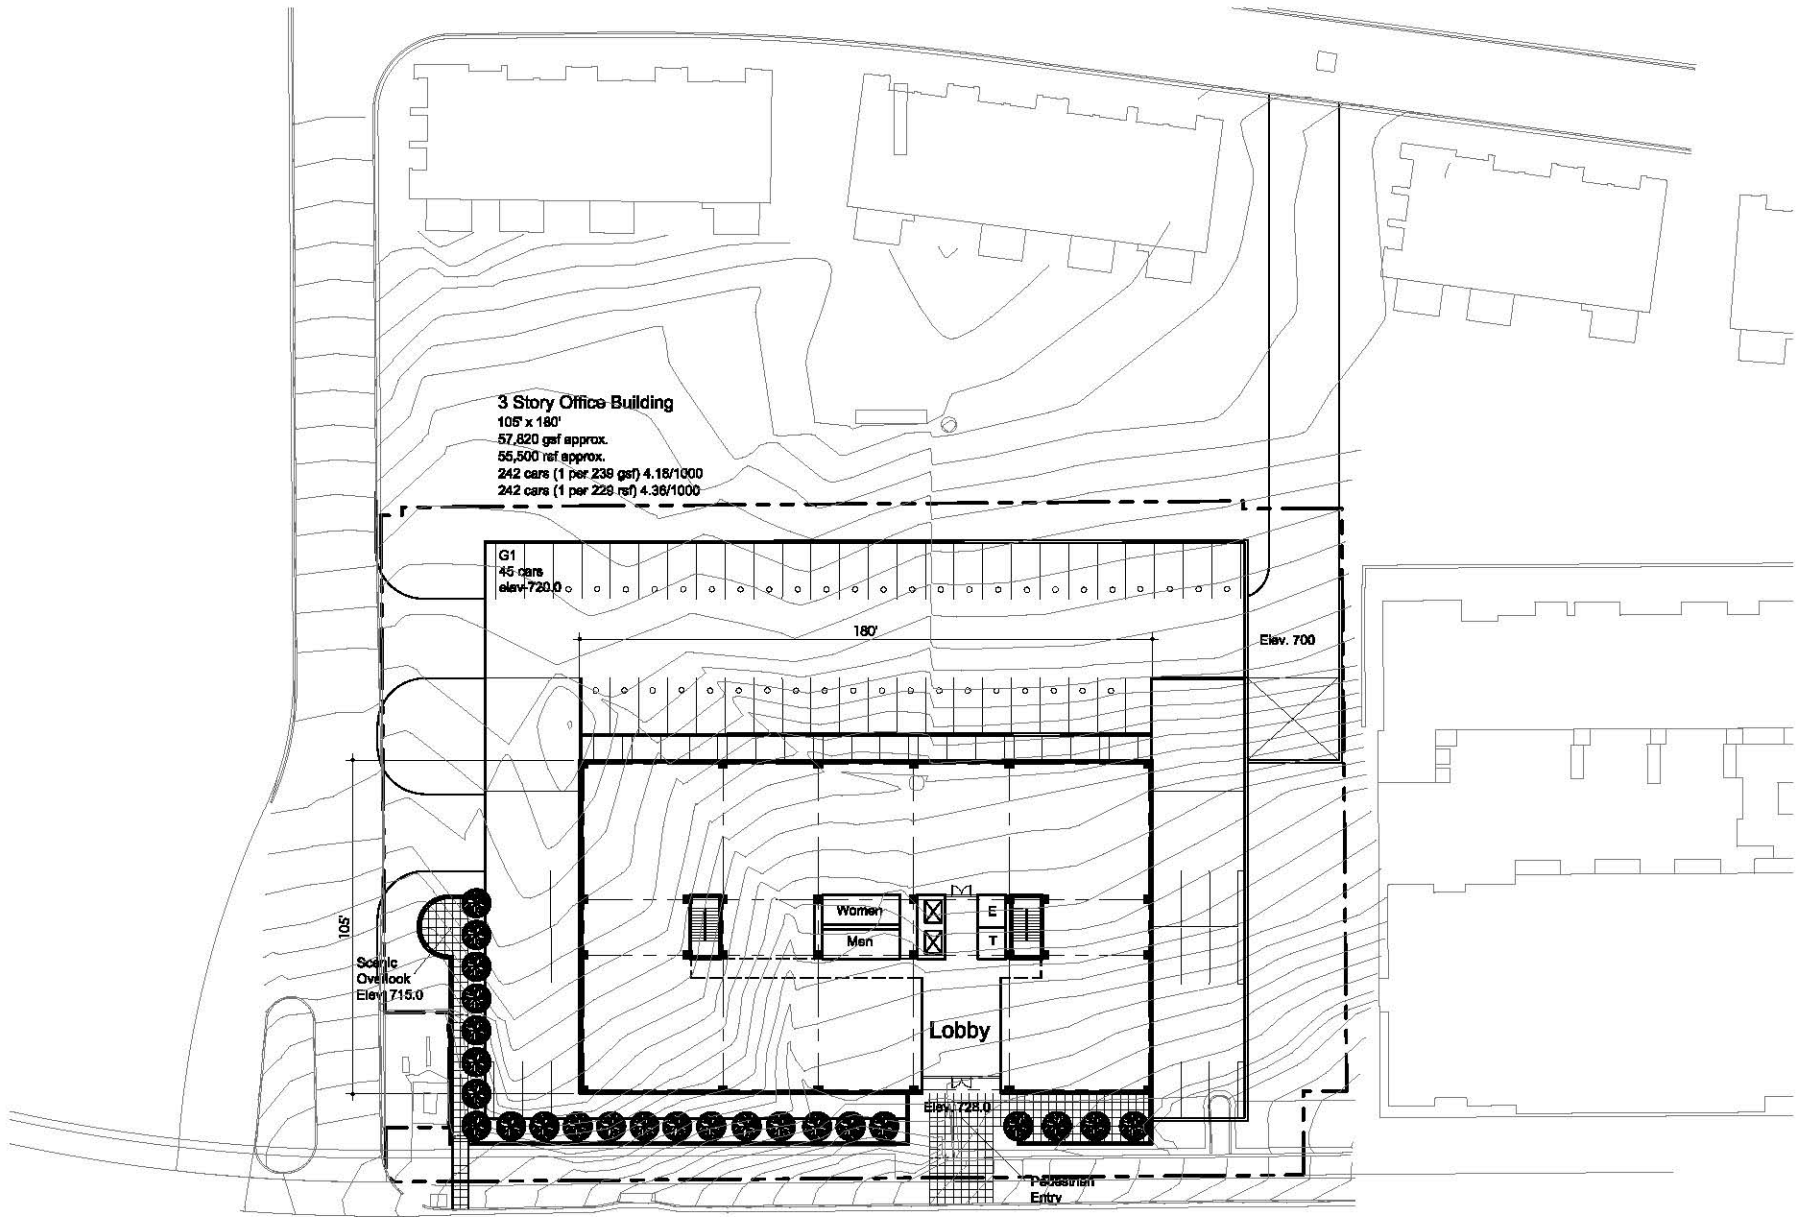 3 Story Office Building
105' x 180'
57,820 gsf approx.
55,500 rsf approx.
242 cars (1 per 239 gsf) 4.18/1000
242 cars (1 per 229 rsf) 4.36/1000
G1
45 cars
elev-720.0
180'
Elev. 700
105'
Women
Men
E
T
Scenic
Overlook
Elev. 715.0
Lobby
Elev. 728.0
Pedestrian
Entry